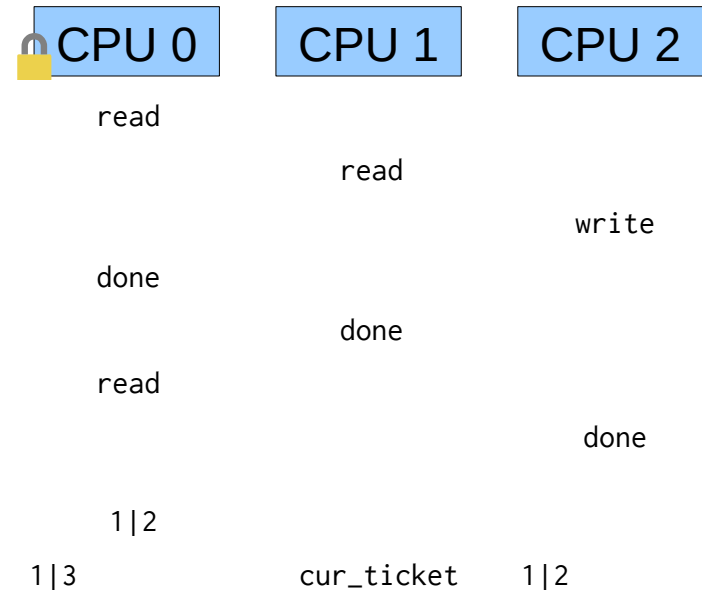 CPU 0 CPU 1 CPU 2
read
read
write
done
done
read
done
1|2
1|3 cur_ticket 1|2